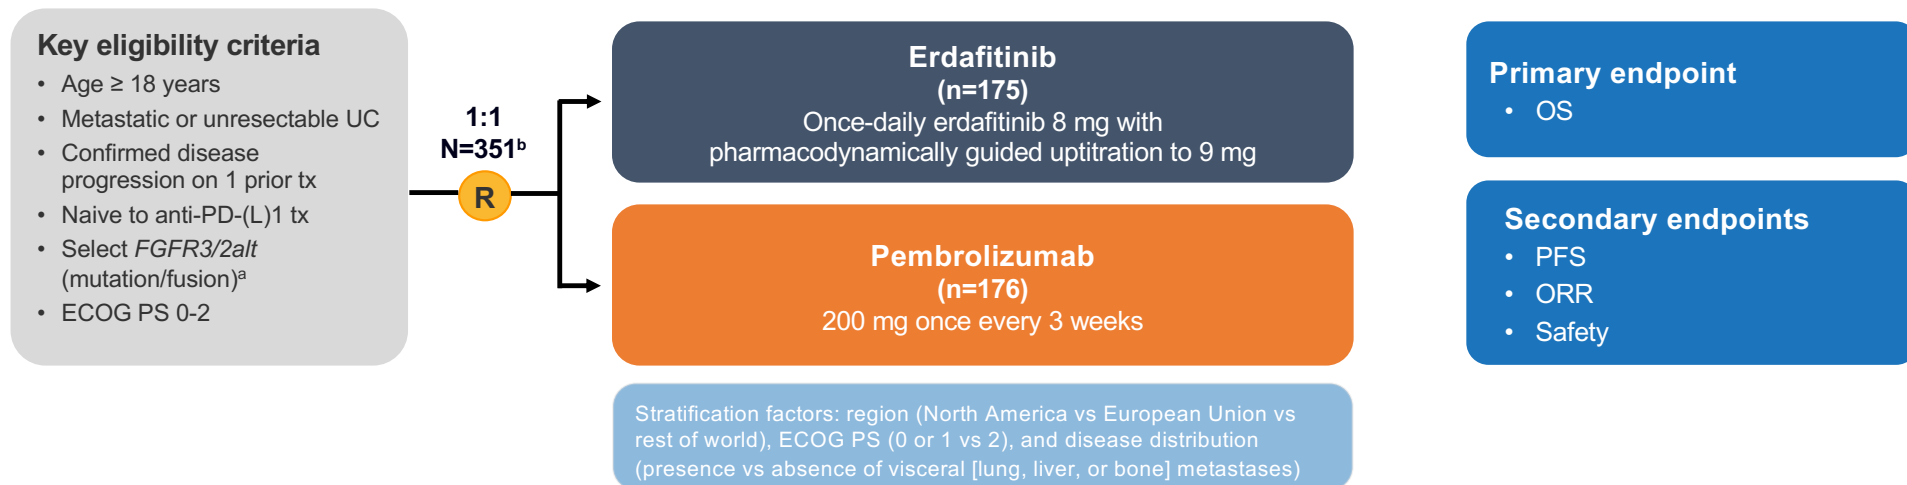 Key eligibility criteria
• Age ≥ 18 years
• Metastatic or unresectable UC
• Confirmed disease
progression on 1 prior tx
• Naive to anti-PD-(L)1 tx
• Select FGFR3/2alt
(mutation/fusion)ᵃ
• ECOG PS 0-2
1:1
N=351ᵇ
R
Erdafitinib
(n=175)
Once-daily erdafitinib 8 mg with
pharmacodynamically guided uptitration to 9 mg
Pembrolizumab
(n=176)
200 mg once every 3 weeks
Stratification factors: region (North America vs European Union vs
rest of world), ECOG PS (0 or 1 vs 2), and disease distribution
(presence vs absence of visceral [lung, liver, or bone] metastases)
Primary endpoint
• OS
Secondary endpoints
• PFS
• ORR
• Safety